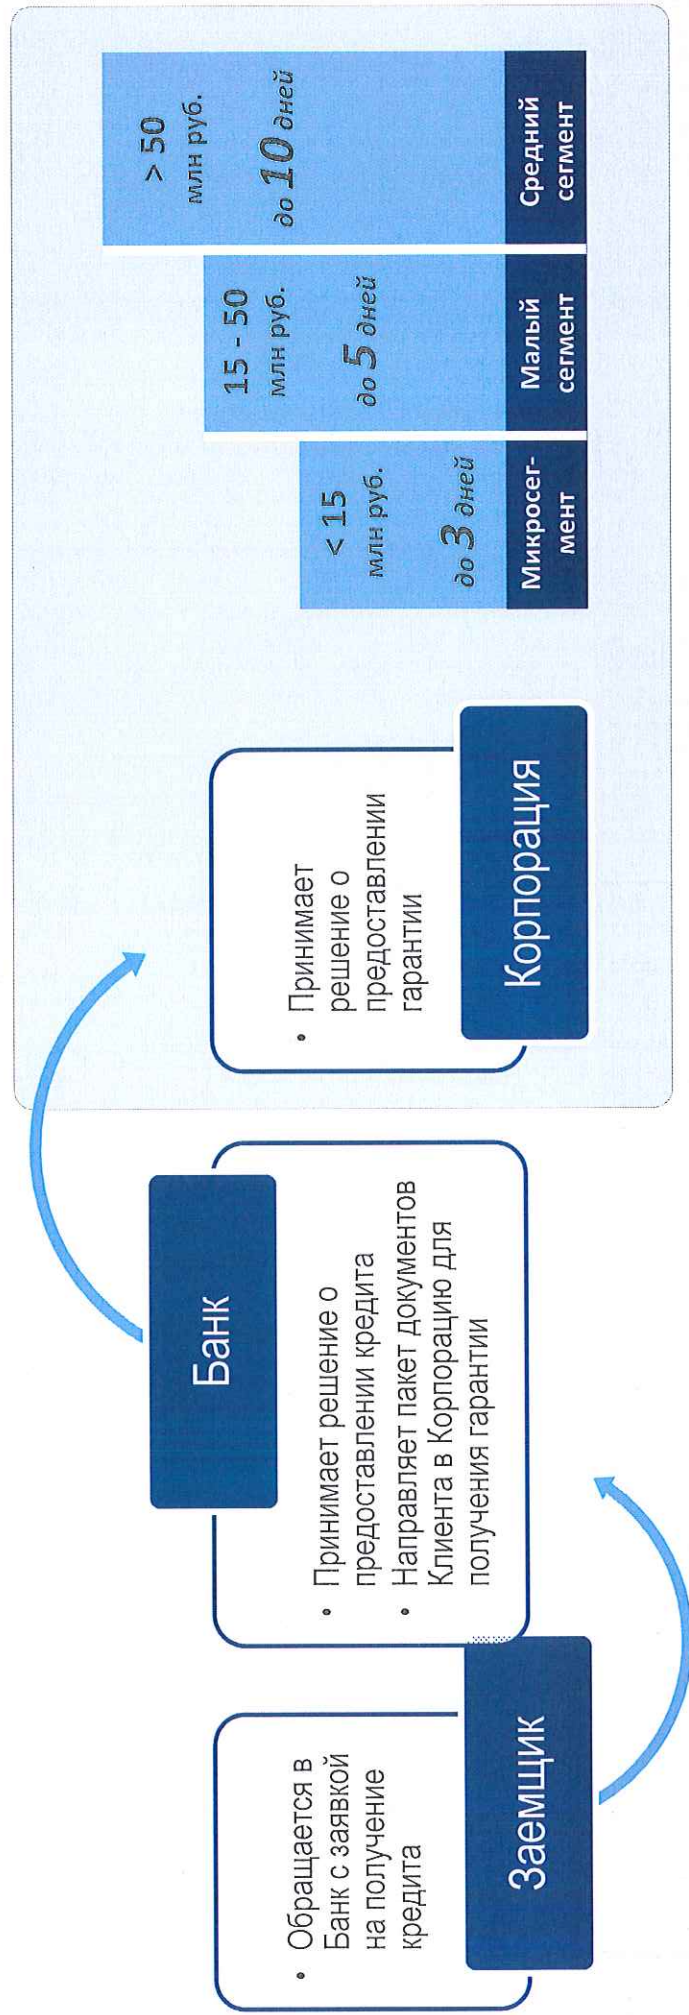 Обращается в
Банк с заявкой
на получение
кредита
Заемщик
Банк
Принимает решение о
предоставлении кредита
Направляет пакет документов
Клиента в Корпорацию для
получения гарантии
Принимает
решение о
предоставлении
гарантии
Корпорация
< 15
млн руб.
до 3 дней
Микросег-
мент
15 - 50
млн руб.
до 5 дней
Малый
сегмент
> 50
млн руб.
до 10 дней
Средний
сегмент